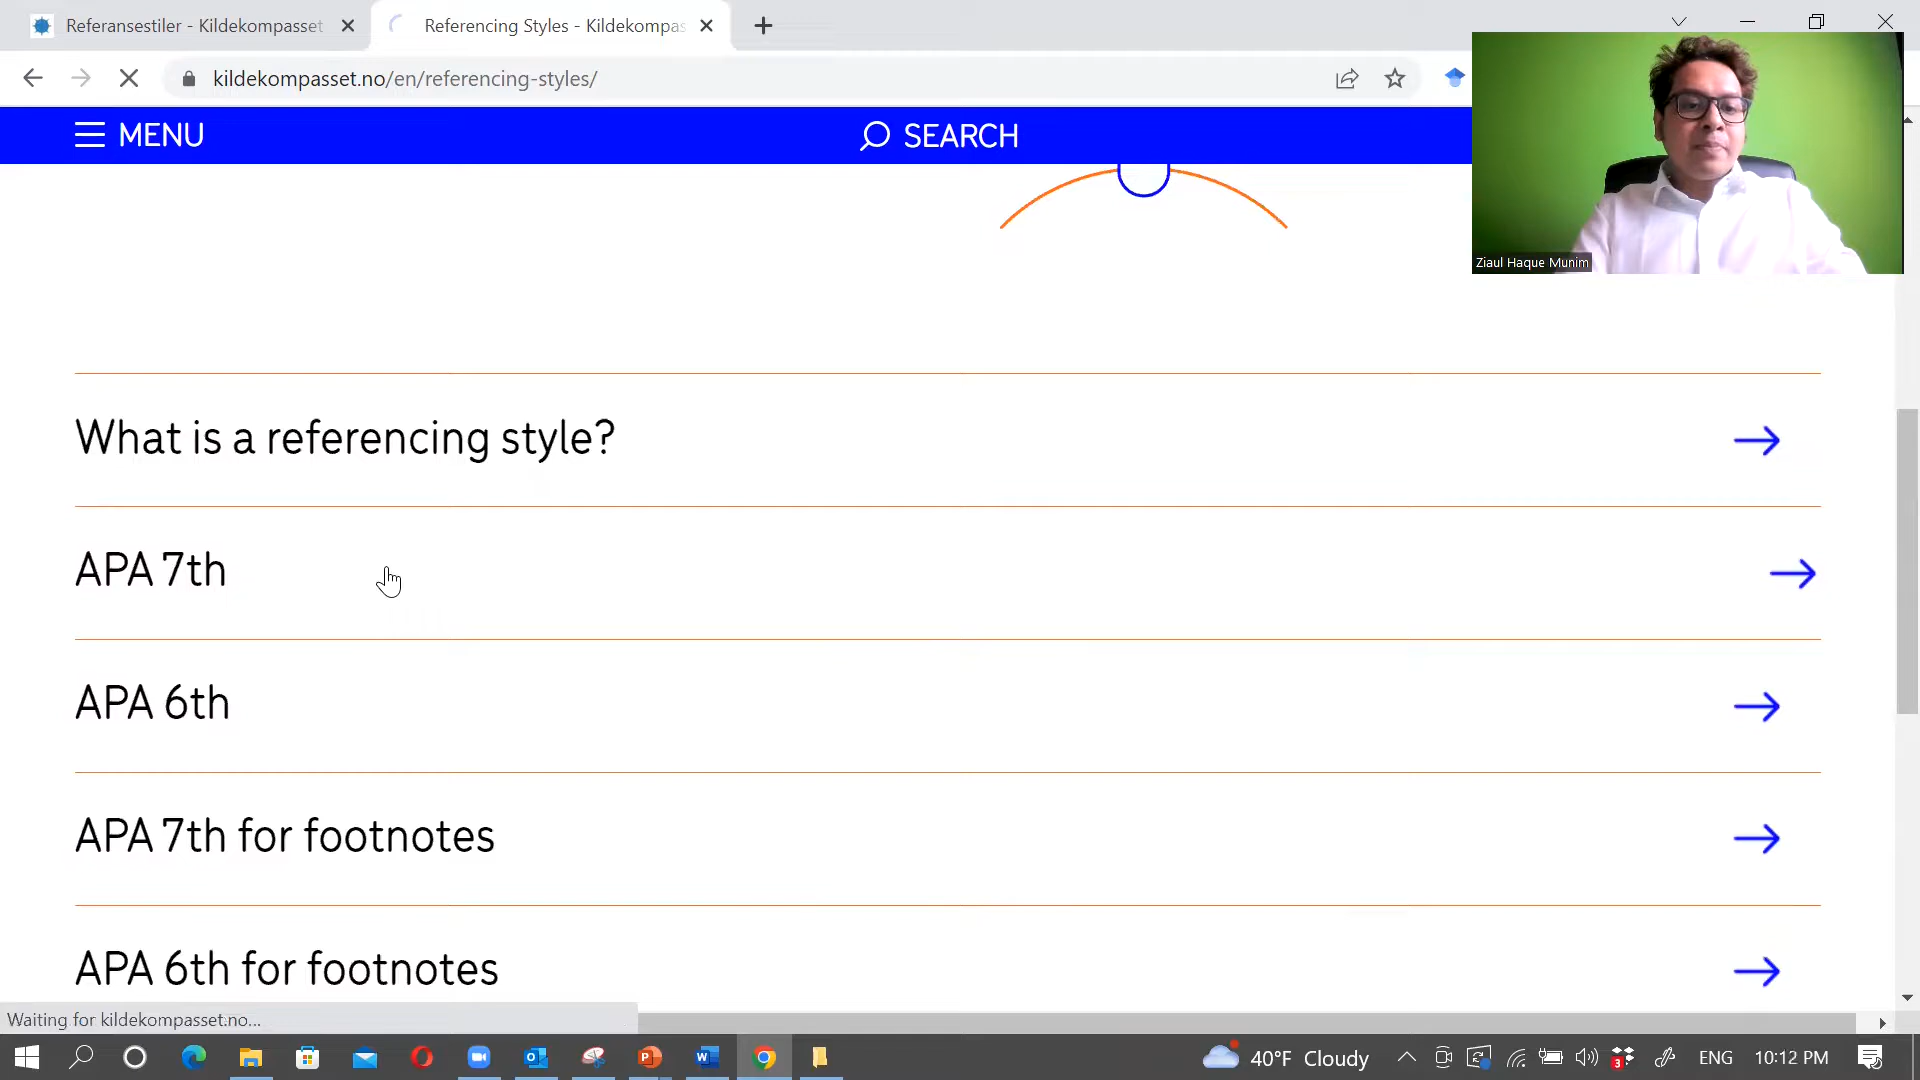 Referansestiler - Kildekompasset
Referencing Styles - Kildekompas
kildekompasset.no/en/referencing-styles/
MENU
SEARCH
Ziaul Haque Munim
What is a referencing style?
APA 7th
APA 6th
APA 7th for footnotes
APA 6th for footnotes
Waiting for kildekompasset.no...
40°F Cloudy
3
ENG
10:12 PM